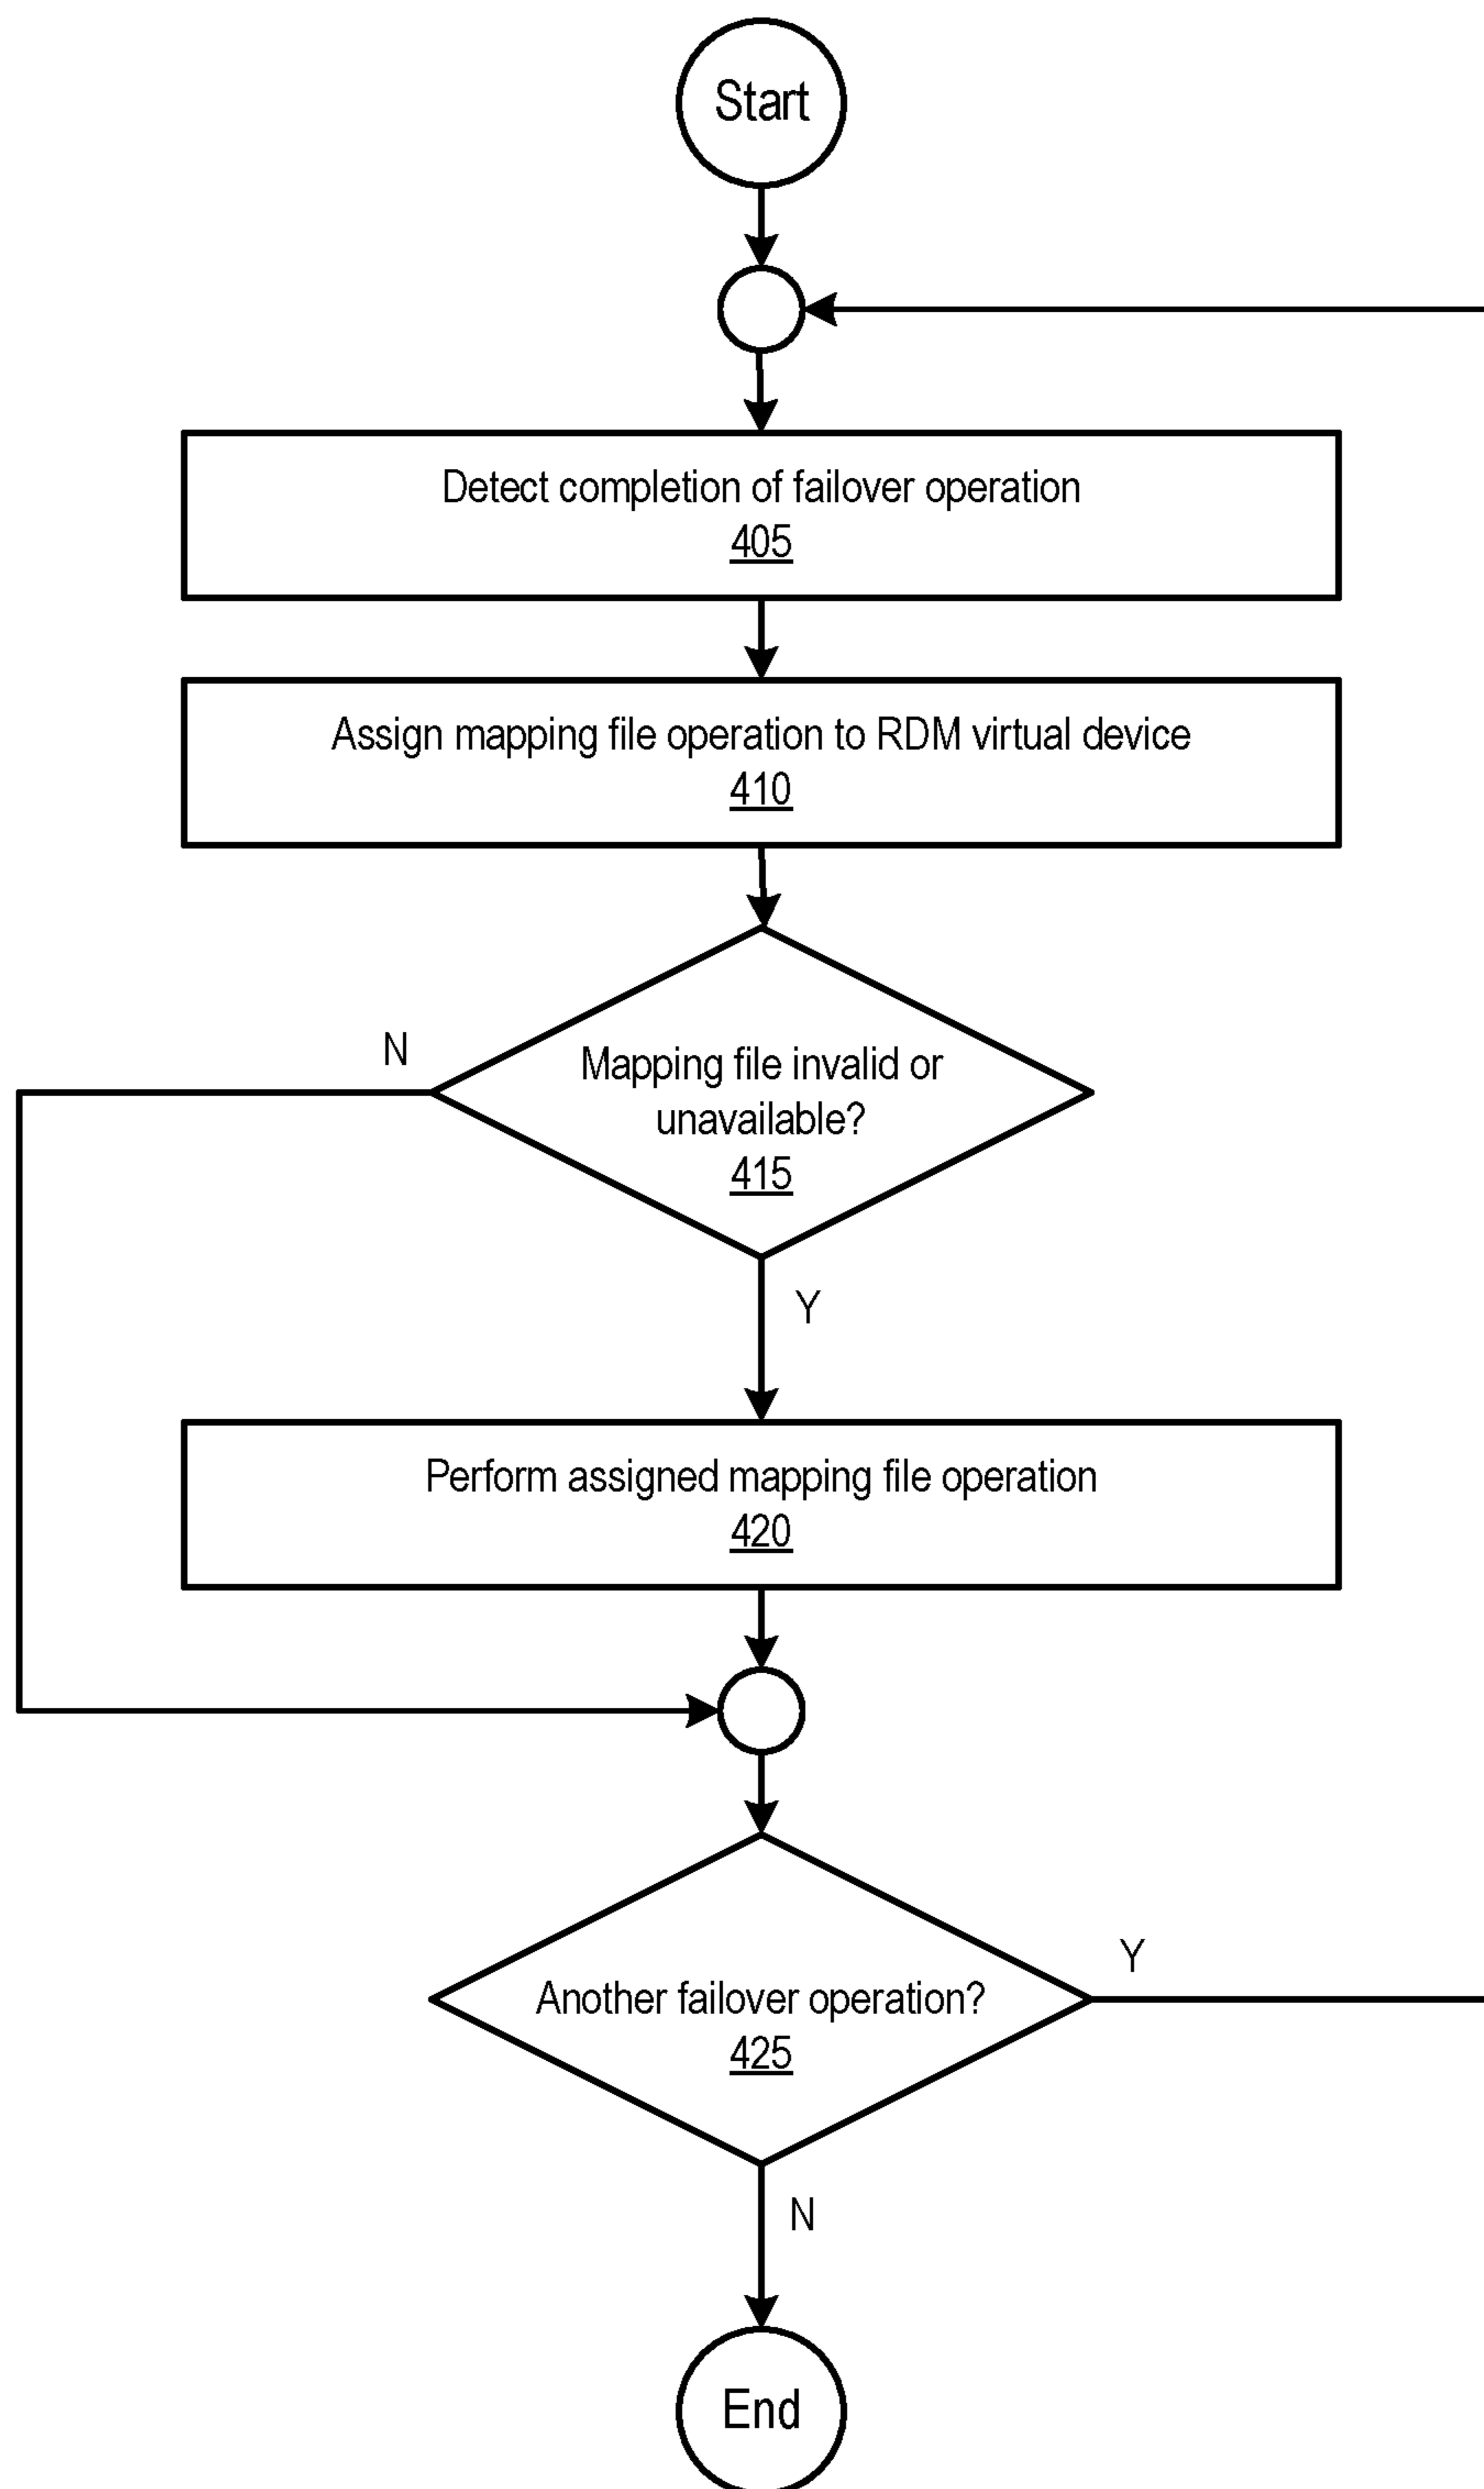 Start
Detect completion of failover operation
405
Assign mapping file operation to RDM virtual device
410
N
Mapping file invalid or
unavailable?
415
Y
Perform assigned mapping file operation
420
Y
Another failover operation?
425
N
End